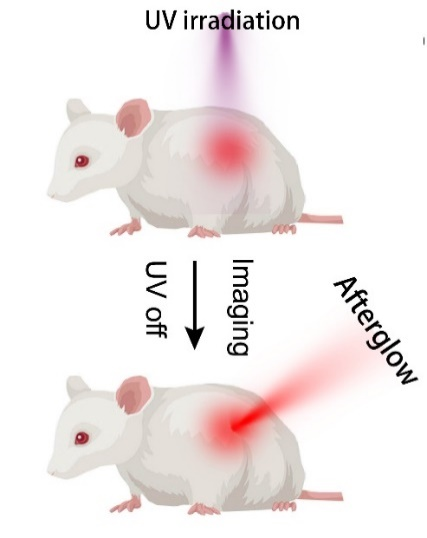 UV irradiation
UV off
Imaging
Afterglow